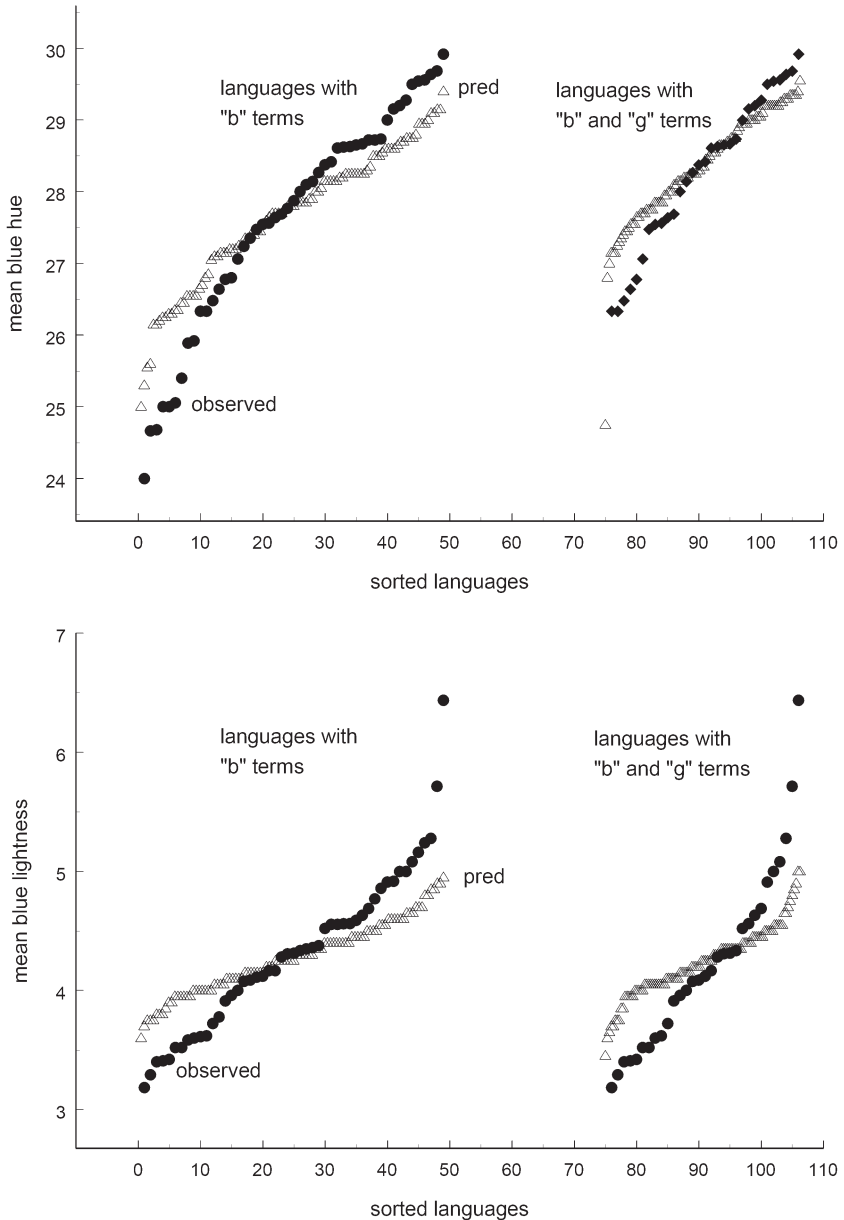 30
29
28
27
26
25
24
mean blue hue
languages with
"b" terms
pred
observed
languages with
"b" and "g" terms
0 10 20 30 40 50 60 70 80 90 100 110
sorted languages
7
6
5
4
3
mean blue lightness
languages with
"b" terms
pred
observed
languages with
"b" and "g" terms
0 10 20 30 40 50 60 70 80 90 100 110
sorted languages